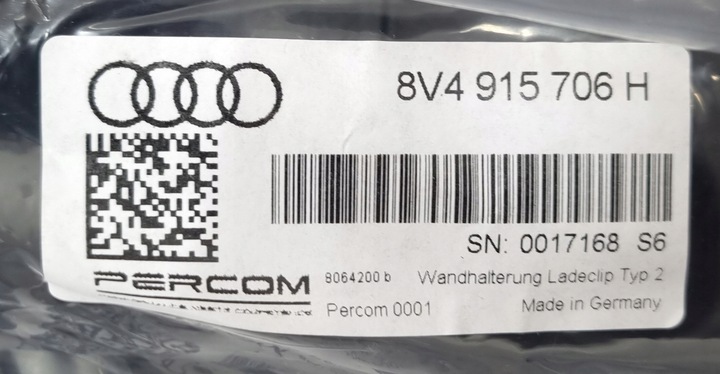 8V4 915 706 H
SN: 0017168 S6
PERCOM
8064200 b Wandhalterung Ladeclip Typ 2
Percom 0001 Made in Germany